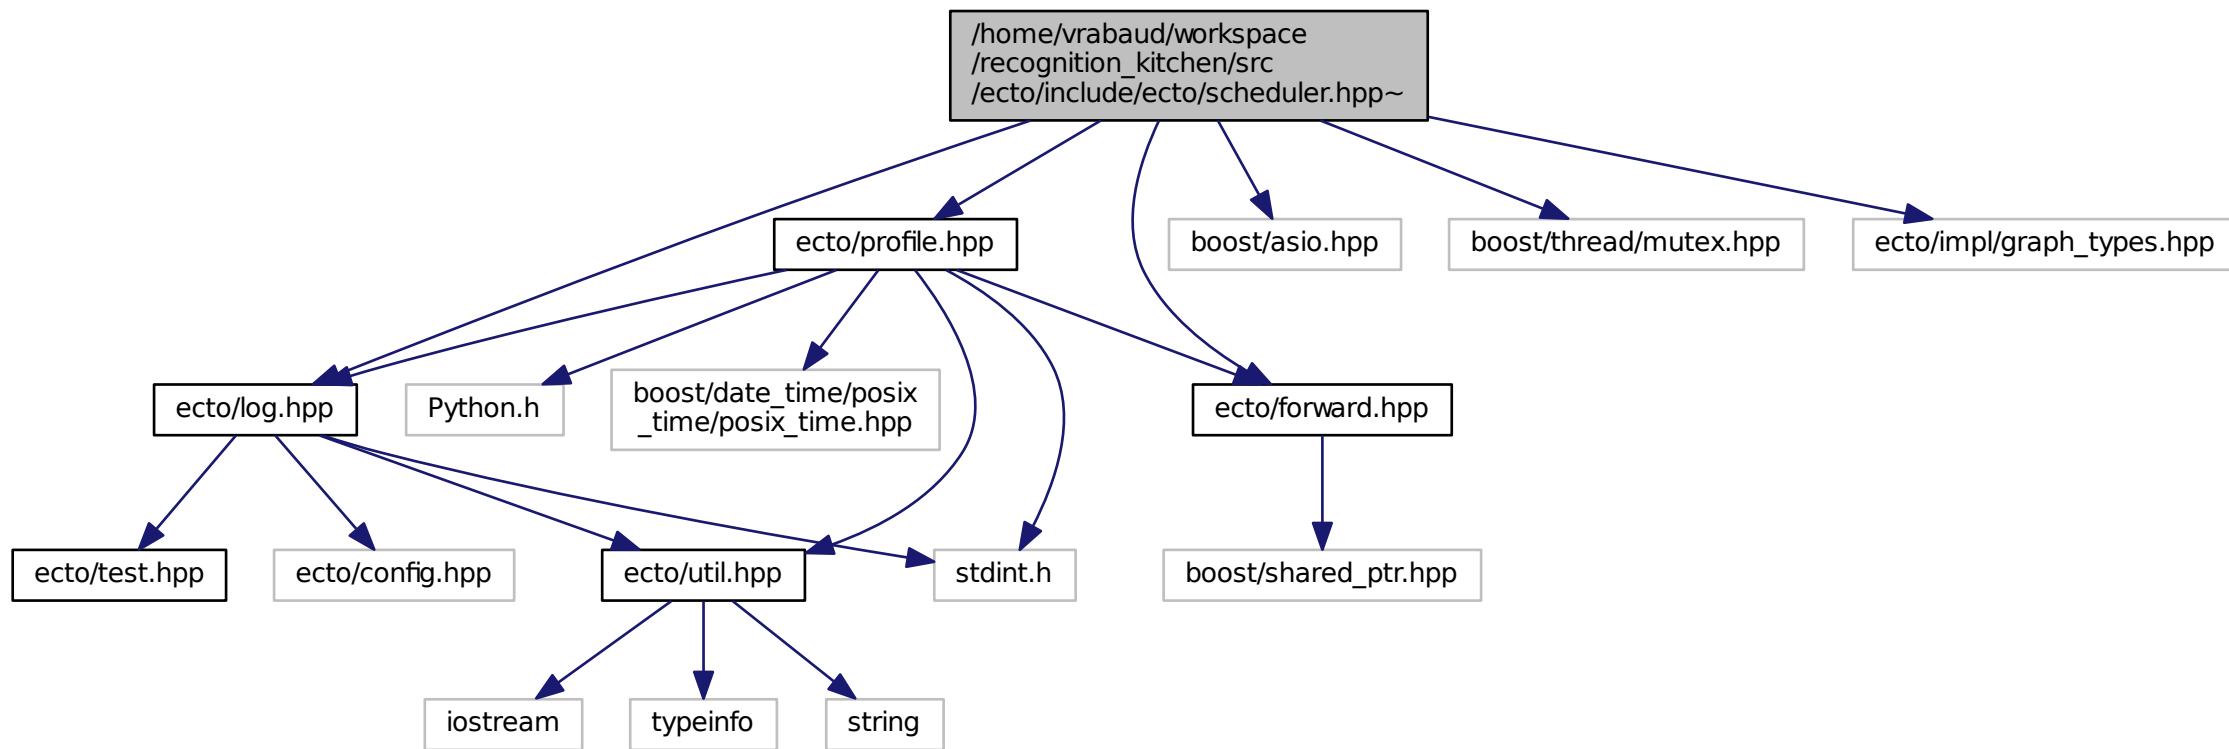 /home/vrabaud/workspace
/recognition_kitchen/src
/ecto/include/ecto/scheduler.hpp~
ecto/profile.hpp
boost/asio.hpp
boost/thread/mutex.hpp
ecto/impl/graph_types.hpp
ecto/log.hpp
Python.h
boost/date_time/posix
_time/posix_time.hpp
ecto/forward.hpp
ecto/test.hpp
ecto/config.hpp
ecto/util.hpp
stdint.h
boost/shared_ptr.hpp
iostream
typeinfo
string